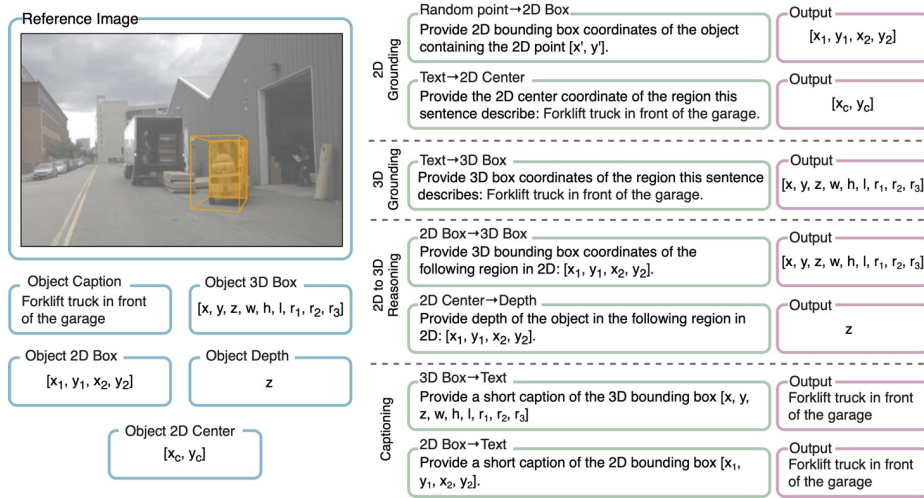 Reference Image
Object Caption
Forklift truck in front
of the garage
Object 3D Box
[x, y, z, w, h, l, r₁, r₂, r₃]
Object 2D Box
[x₁, y₁, x₂, y₂]
Object Depth
z
Object 2D Center
[x_c, y_c]
2D
Grounding
Random point→2D Box
Provide 2D bounding box coordinates of the object
containing the 2D point [x', y'].
Output
[x₁, y₁, x₂, y₂]
Text→2D Center
Provide the 2D center coordinate of the region this
sentence describe: Forklift truck in front of the garage.
Output
[x_c, y_c]
3D
Grounding
Text→3D Box
Provide 3D box coordinates of the region this sentence
describes: Forklift truck in front of the garage.
Output
[x, y, z, w, h, l, r₁, r₂, r₃]
2D to 3D
Reasoning
2D Box→3D Box
Provide 3D bounding box coordinates of the
following region in 2D: [x₁, y₁, x₂, y₂].
Output
[x, y, z, w, h, l, r₁, r₂, r₃]
2D Center→Depth
Provide depth of the object in the following region in
2D: [x₁, y₁, x₂, y₂].
Output
z
Captioning
3D Box→Text
Provide a short caption of the 3D bounding box [x, y,
z, w, h, l, r₁, r₂, r₃]
Output
Forklift truck in front
of the garage
2D Box→Text
Provide a short caption of the 2D bounding box [x₁,
y₁, x₂, y₂].
Output
Forklift truck in front
of the garage